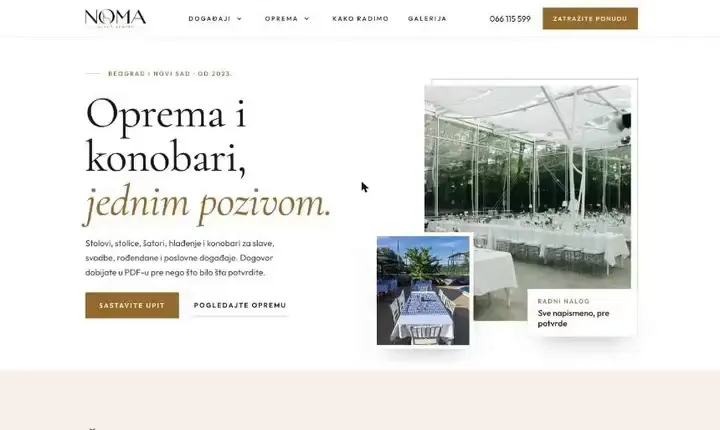 NOMA
DOGAĐAJI
OPREMA
KAKO RADIMO
GALERIJA
066 115 599
ZATRAŽITE PONUDU
BEOGRAD I NOVI SAD · OD 2023.
Oprema i
konobari,
jednim pozivom.
Stolovi, stolice, šatori, hlađenje i konobari za slave,
svadbe, rođendane i poslovne događaje. Dogovor
dobijate u PDF-u pre nego što bilo šta potvrdite.
SASTAVITE UPIT
POGLEDAJTE OPREMU
RADNI NALOG
Sve napismeno, pre
potvrde